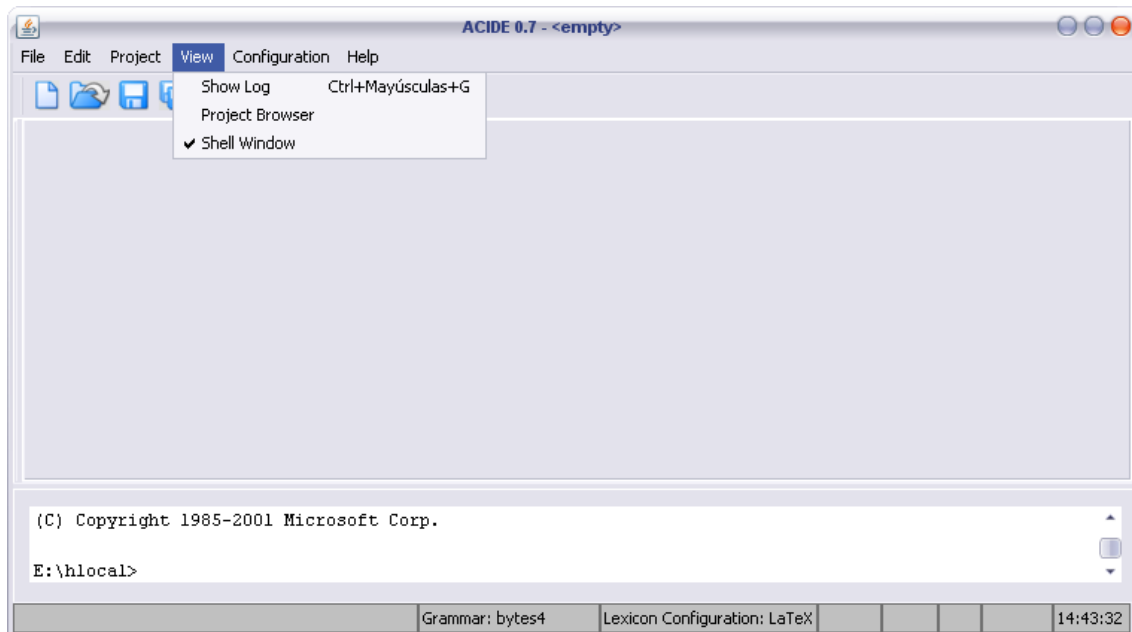 ACIDE 0.7 - <empty>
File Edit Project View Configuration Help
Show Log Ctrl+Mayúsculas+G
Project Browser
Shell Window
(C) Copyright 1985-2001 Microsoft Corp.
E:\hlocal>
Grammar: bytes4 Lexicon Configuration: LaTeX 14:43:32